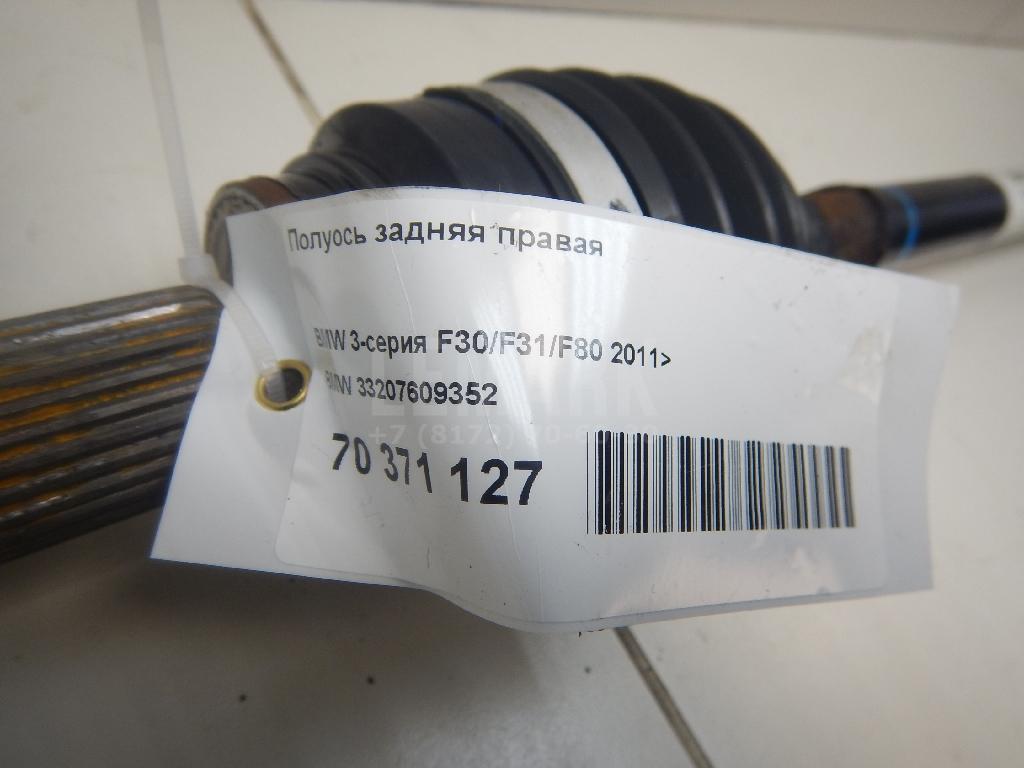 Полуось задняя правая
BMW 3-серия F30/F31/F80 2011>
BMW 33207609352
70 371 127